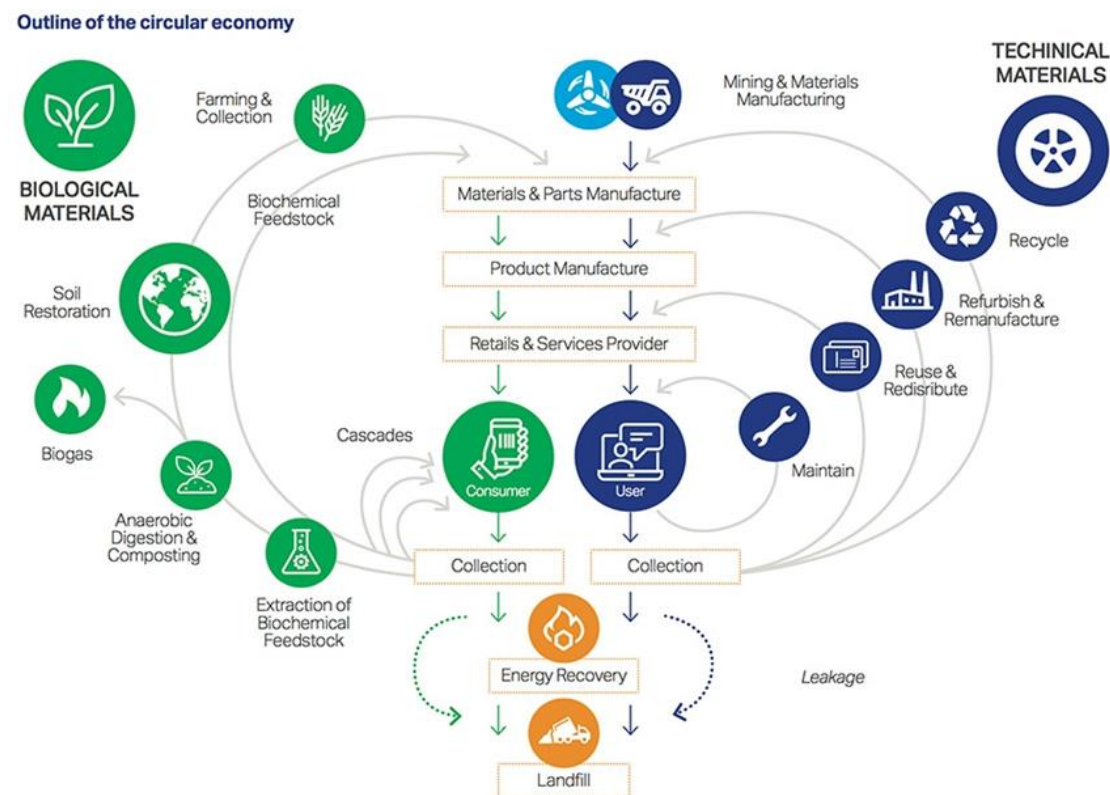 Outline of the circular economy
BIOLOGICAL
MATERIALS
Farming &
Collection
Mining & Materials
Manufacturing
TECHINICAL
MATERIALS
Biochemical
Feedstock
Materials & Parts Manufacture
Recycle
Product Manufacture
Soil
Restoration
Refurbish &
Remanufacture
Retails & Services Provider
Reuse &
Redisribute
Biogas
Cascades
Consumer
User
Maintain
Anaerobic
Digestion &
Composting
Collection
Collection
Extraction of
Biochemical
Feedstock
Energy Recovery
Leakage
Landfill